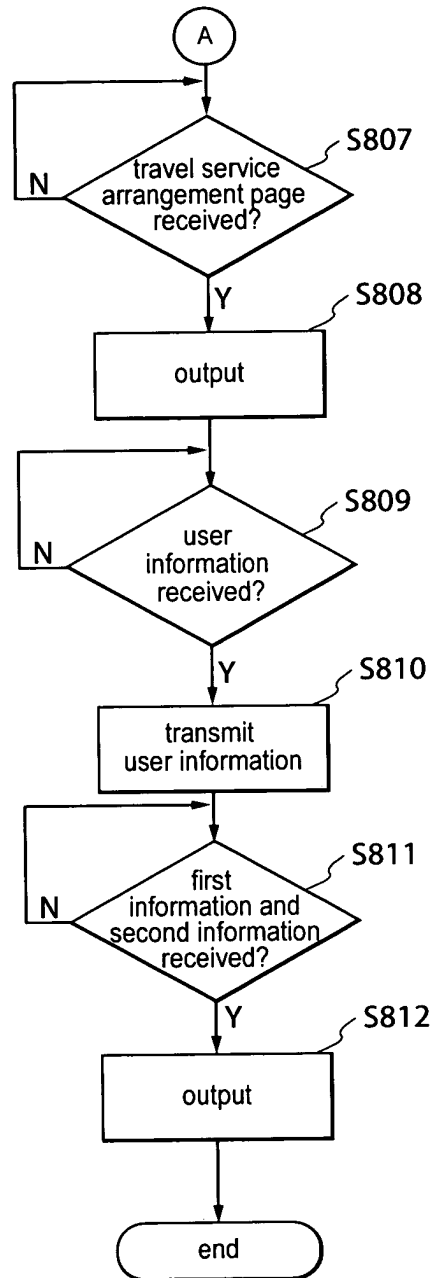 A
S807
travel service
arrangement page
received?
N
Y
S808
output
S809
user
information
received?
N
Y
S810
transmit
user information
S811
first
information and
second information
received?
N
Y
S812
output
end